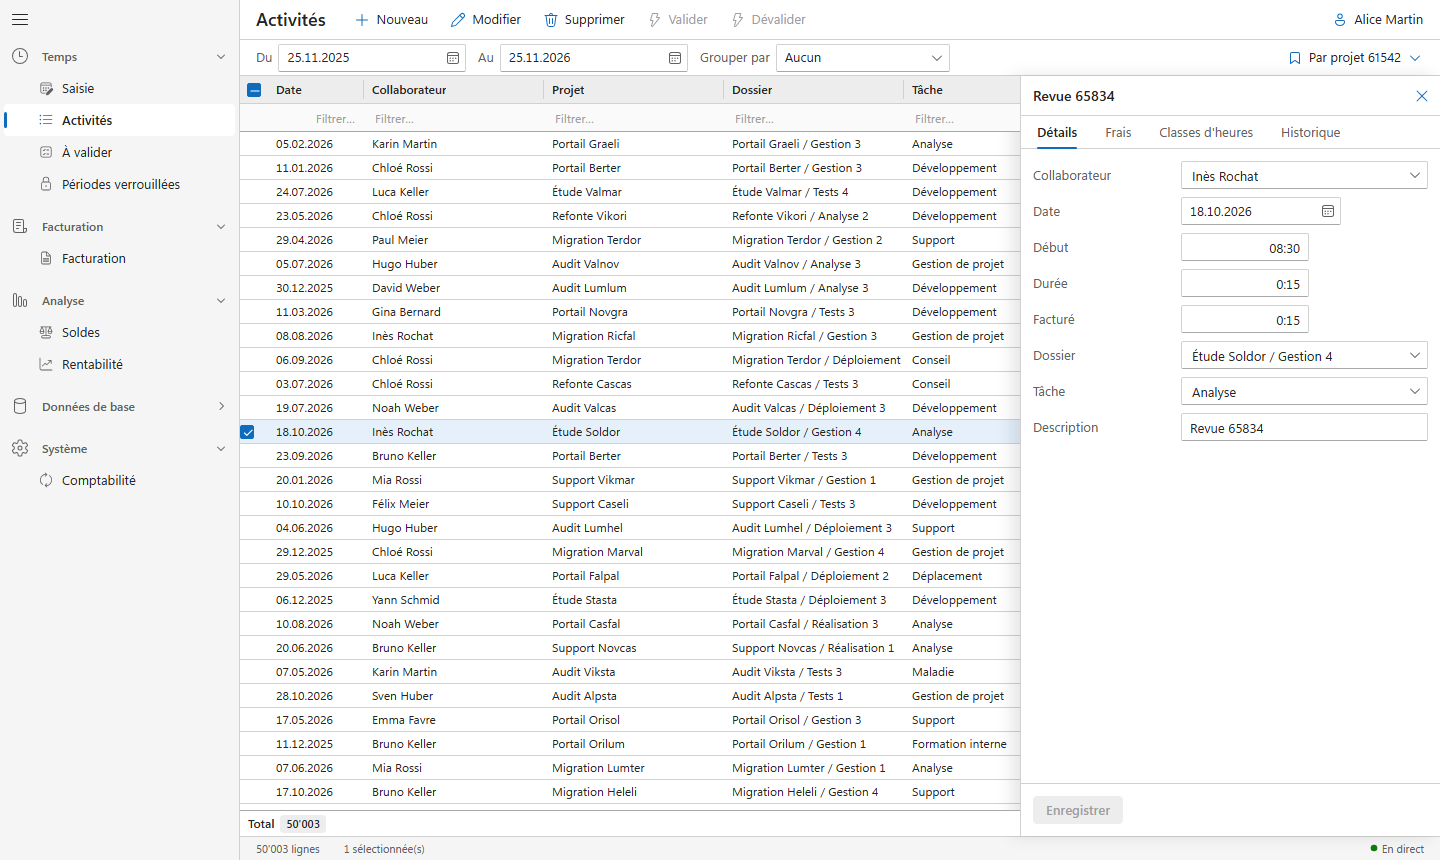 Activités
Nouveau
Modifier
Supprimer
Valider
Dévalider
Alice Martin
Temps
Saisie
Activités
À valider
Périodes verrouillées
Facturation
Facturation
Analyse
Soldes
Rentabilité
Données de base
Système
Comptabilité
Du 25.11.2025 Au 25.11.2026 Grouper par Aucun
Par projet 61542
Date Collaborateur Projet Dossier Tâche
Filtrer... Filtrer... Filtrer... Filtrer... Filtrer...
05.02.2026 Karin Martin Portail Graeli Portail Graeli / Gestion 3 Analyse
11.01.2026 Chloé Rossi Portail Berter Portail Berter / Gestion 3 Développement
24.07.2026 Luca Keller Étude Valmar Étude Valmar / Tests 4 Développement
23.05.2026 Chloé Rossi Refonte Vikori Refonte Vikori / Analyse 2 Développement
29.04.2026 Paul Meier Migration Terdor Migration Terdor / Gestion 2 Support
05.07.2026 Hugo Huber Audit Valnov Audit Valnov / Analyse 3 Gestion de projet
30.12.2025 David Weber Audit Lumlum Audit Lumlum / Analyse 3 Développement
11.03.2026 Gina Bernard Portail Novgra Portail Novgra / Tests 3 Développement
08.08.2026 Inès Rochat Migration Ricfal Migration Ricfal / Gestion 3 Gestion de projet
06.09.2026 Chloé Rossi Migration Terdor Migration Terdor / Déploiement Conseil
03.07.2026 Chloé Rossi Refonte Cascas Refonte Cascas / Tests 3 Conseil
19.07.2026 Noah Weber Audit Valcas Audit Valcas / Déploiement 3 Développement
18.10.2026 Inès Rochat Étude Soldor Étude Soldor / Gestion 4 Analyse
23.09.2026 Bruno Keller Portail Berter Portail Berter / Tests 3 Développement
20.01.2026 Mia Rossi Support Vikmar Support Vikmar / Gestion 1 Gestion de projet
10.10.2026 Félix Meier Support Caseli Support Caseli / Tests 3 Développement
04.06.2026 Hugo Huber Audit Lumhel Audit Lumhel / Déploiement 3 Support
29.12.2025 Chloé Rossi Migration Marval Migration Marval / Gestion 4 Gestion de projet
29.05.2026 Luca Keller Portail Falpal Portail Falpal / Déploiement 2 Déplacement
06.12.2025 Yann Schmid Étude Stasta Étude Stasta / Déploiement 3 Développement
10.08.2026 Noah Weber Portail Casfal Portail Casfal / Réalisation 3 Analyse
20.06.2026 Bruno Keller Support Novcas Support Novcas / Réalisation 1 Analyse
07.05.2026 Karin Martin Audit Viksta Audit Viksta / Tests 3 Maladie
28.10.2026 Sven Huber Audit Alpsta Audit Alpsta / Tests 1 Gestion de projet
17.05.2026 Emma Favre Portail Orisol Portail Orisol / Gestion 3 Support
11.12.2025 Bruno Keller Portail Orilum Portail Orilum / Gestion 1 Formation interne
07.06.2026 Mia Rossi Migration Lumter Migration Lumter / Gestion 1 Analyse
17.10.2026 Bruno Keller Migration Heleli Migration Heleli / Gestion 4 Support
Total 50'003
50'003 lignes 1 sélectionnée(s)
Revue 65834
Détails Frais Classes d'heures Historique
Collaborateur Inès Rochat
Date 18.10.2026
Début 08:30
Durée 0:15
Facturé 0:15
Dossier Étude Soldor / Gestion 4
Tâche Analyse
Description Revue 65834
Enregistrer
En direct